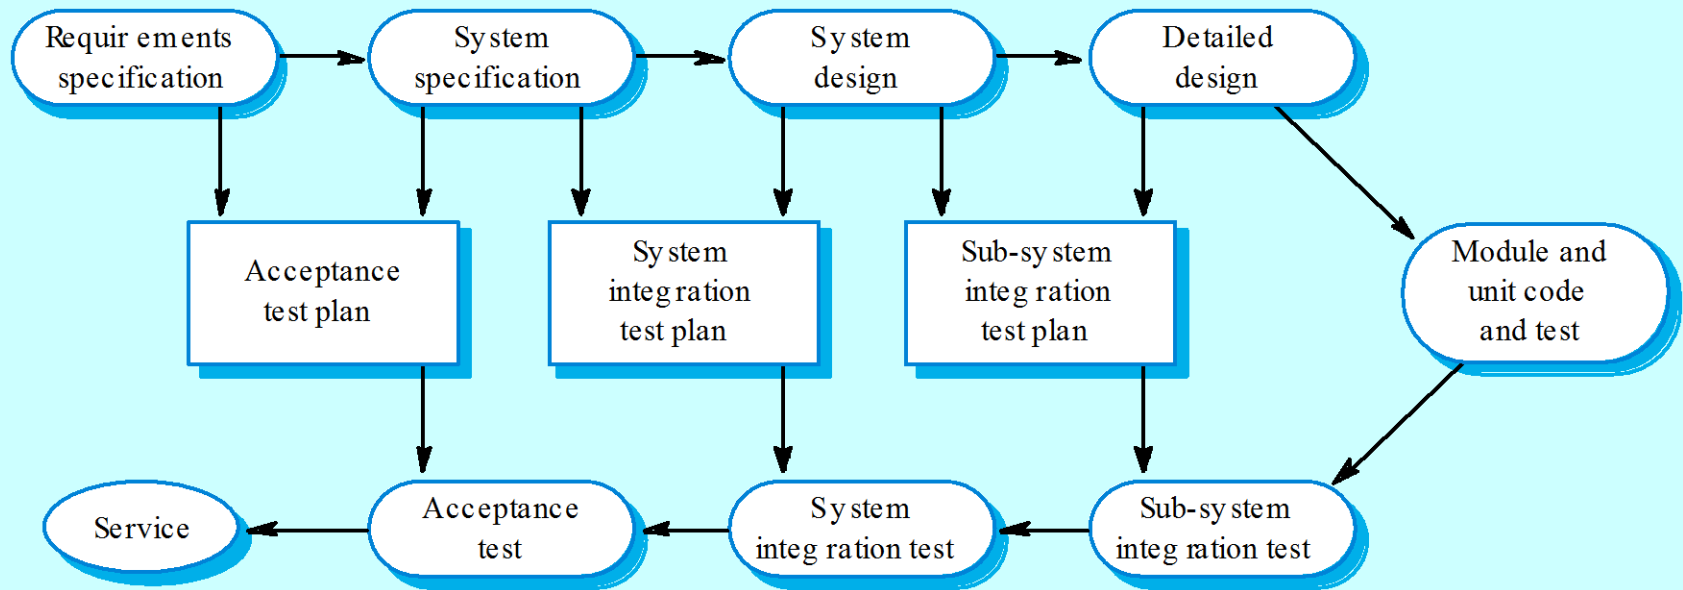 Requirements
specification
System
specification
System
design
Detailed
design
Acceptance
test plan
System
integration
test plan
Sub-system
integration
test plan
Module and
unit code
and test
Service
Acceptance
test
System
integration test
Sub-system
integration test